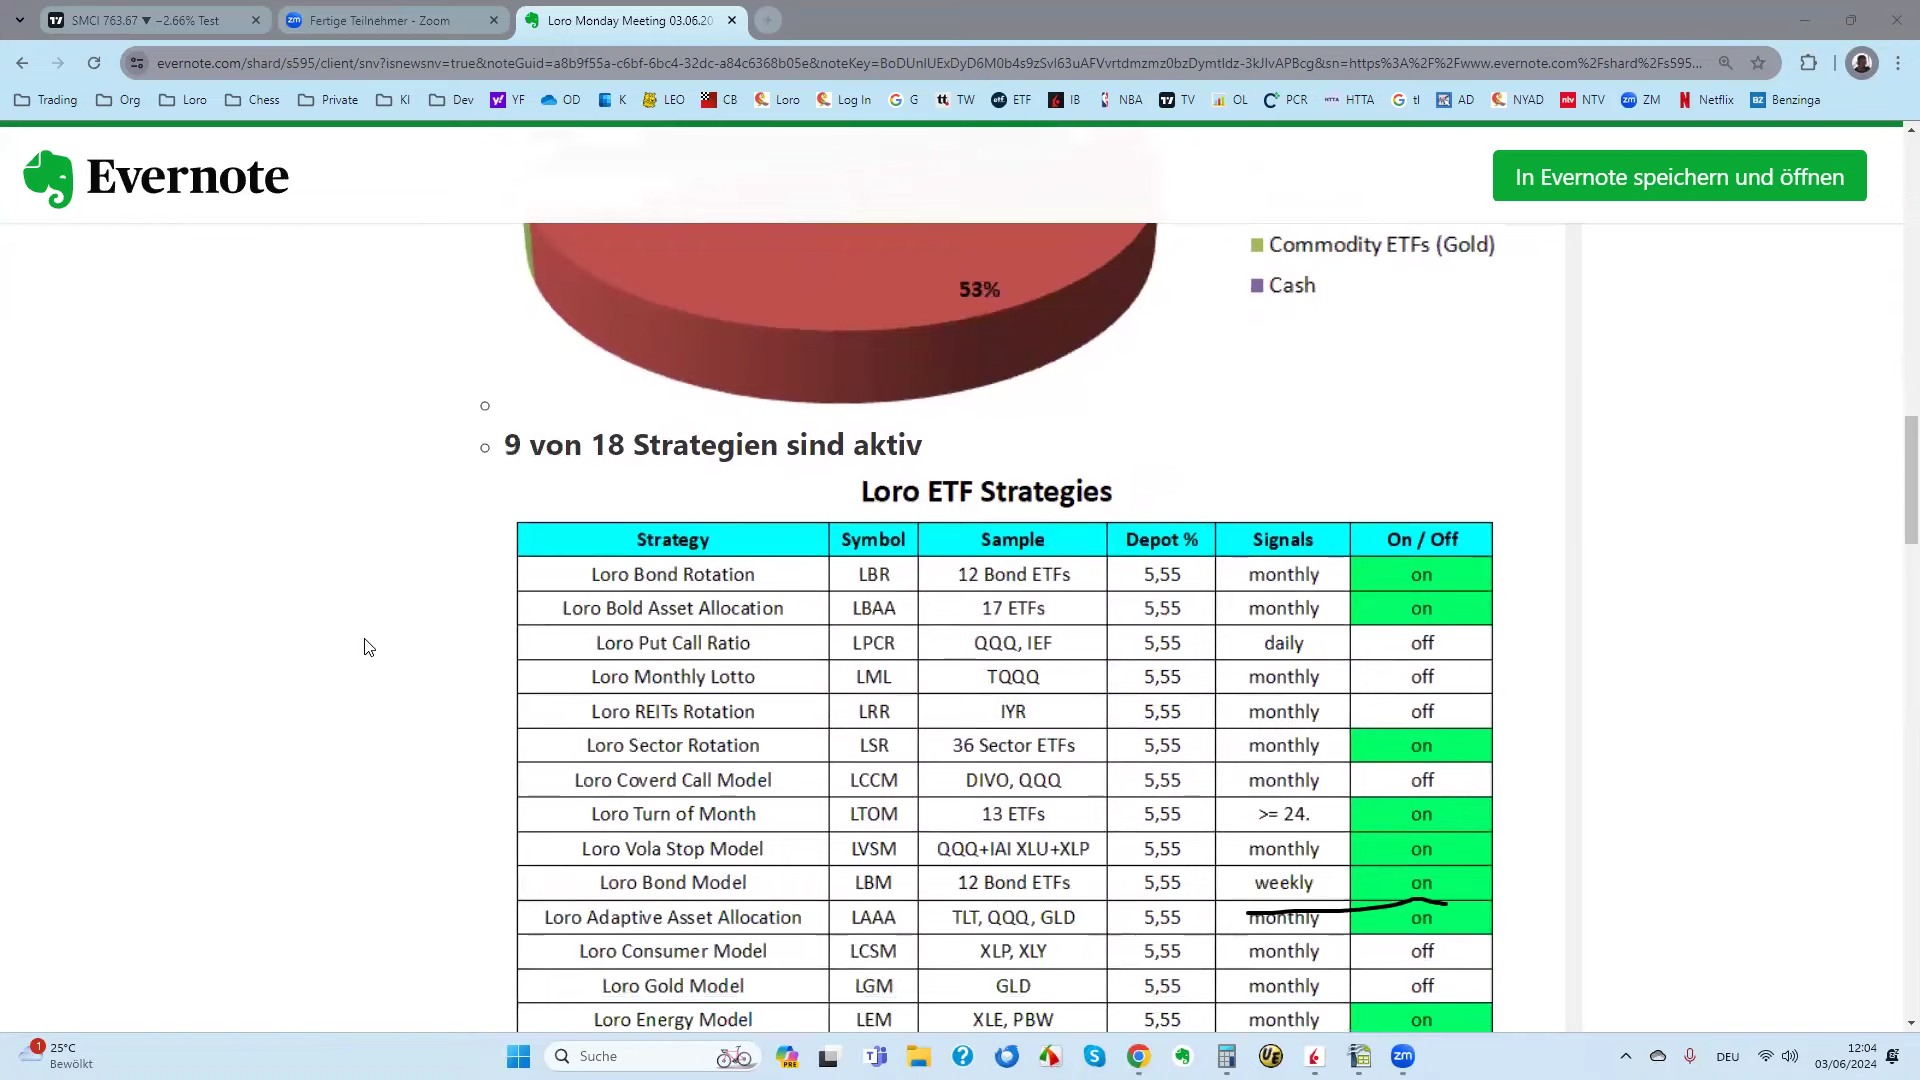 SMCI 763.67 ▼ −2.66% Test
Fertige Teilnehmer - Zoom
Loro Monday Meeting 03.06.20
evernote.com/shard/s595/client/snv?isnewsnv=true&noteGuid=a8b9f55a-c6bf-6bc4-32dc-a84c6368b05e&noteKey=BoDUnIUExDyD6M0b4s9zSvl63uAFVvrtdmzmz0bzDymtIdz-3kJIvAPBcg&sn=https%3A%2F%2Fwww.evernote.com%2Fshard%2Fs595...
Trading Org Loro Chess Private KI Dev YF OD K LEO CB Loro Log In G TW ETF IB NBA TV OL PCR HTTA tl AD NYAD NTV ZM Netflix Benzinga
Evernote
In Evernote speichern und öffnen
Commodity ETFs (Gold)
Cash
53%
9 von 18 Strategien sind aktiv
Loro ETF Strategies
Strategy Symbol Sample Depot % Signals On / Off
Loro Bond Rotation LBR 12 Bond ETFs 5,55 monthly on
Loro Bold Asset Allocation LBAA 17 ETFs 5,55 monthly on
Loro Put Call Ratio LPCR QQQ, IEF 5,55 daily off
Loro Monthly Lotto LML TQQQ 5,55 monthly off
Loro REITs Rotation LRR IYR 5,55 monthly off
Loro Sector Rotation LSR 36 Sector ETFs 5,55 monthly on
Loro Coverd Call Model LCCM DIVO, QQQ 5,55 monthly off
Loro Turn of Month LTOM 13 ETFs 5,55 >= 24. on
Loro Vola Stop Model LVSM QQQ+IAI XLU+XLP 5,55 monthly on
Loro Bond Model LBM 12 Bond ETFs 5,55 weekly on
Loro Adaptive Asset Allocation LAAA TLT, QQQ, GLD 5,55 monthly on
Loro Consumer Model LCSM XLP, XLY 5,55 monthly off
Loro Gold Model LGM GLD 5,55 monthly off
Loro Energy Model LEM XLE, PBW 5,55 monthly on
1
25°C
Bewölkt
Suche
PRE
UE
zm
DEU
12:04
03/06/2024